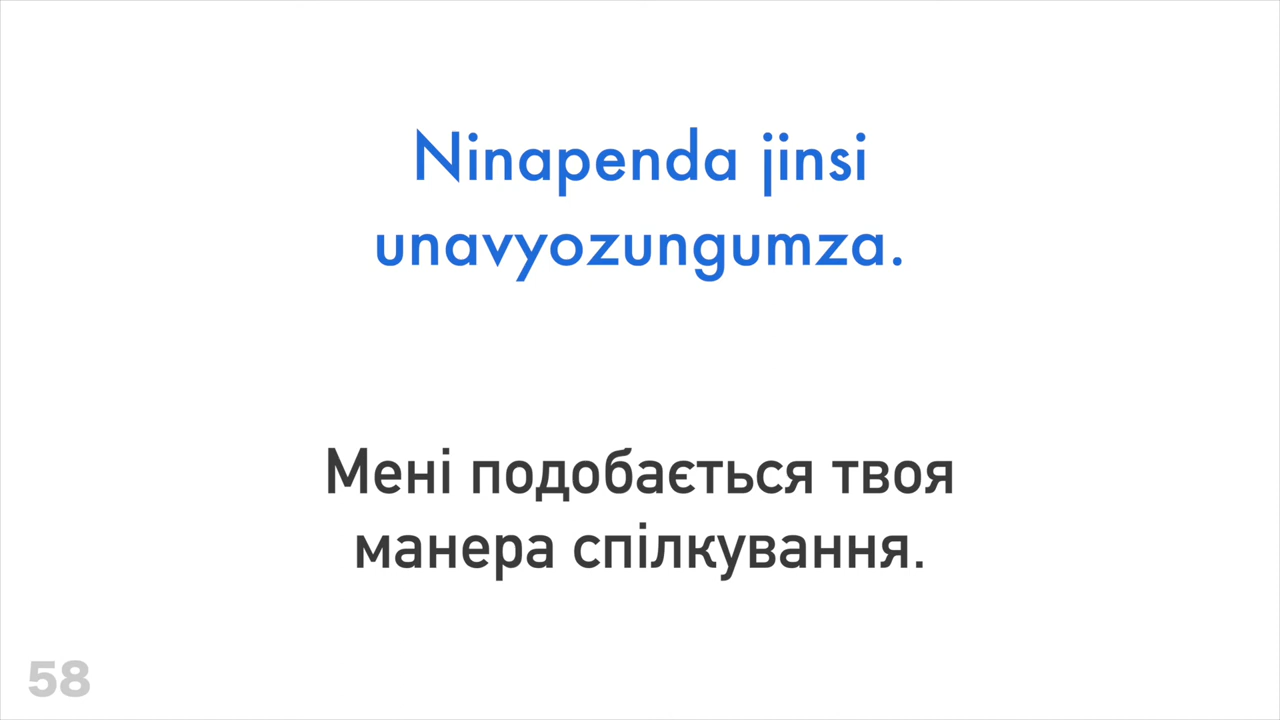 Ninapenda jinsi
unavyozungumza.
Мені подобається твоя
манера спілкування.
58